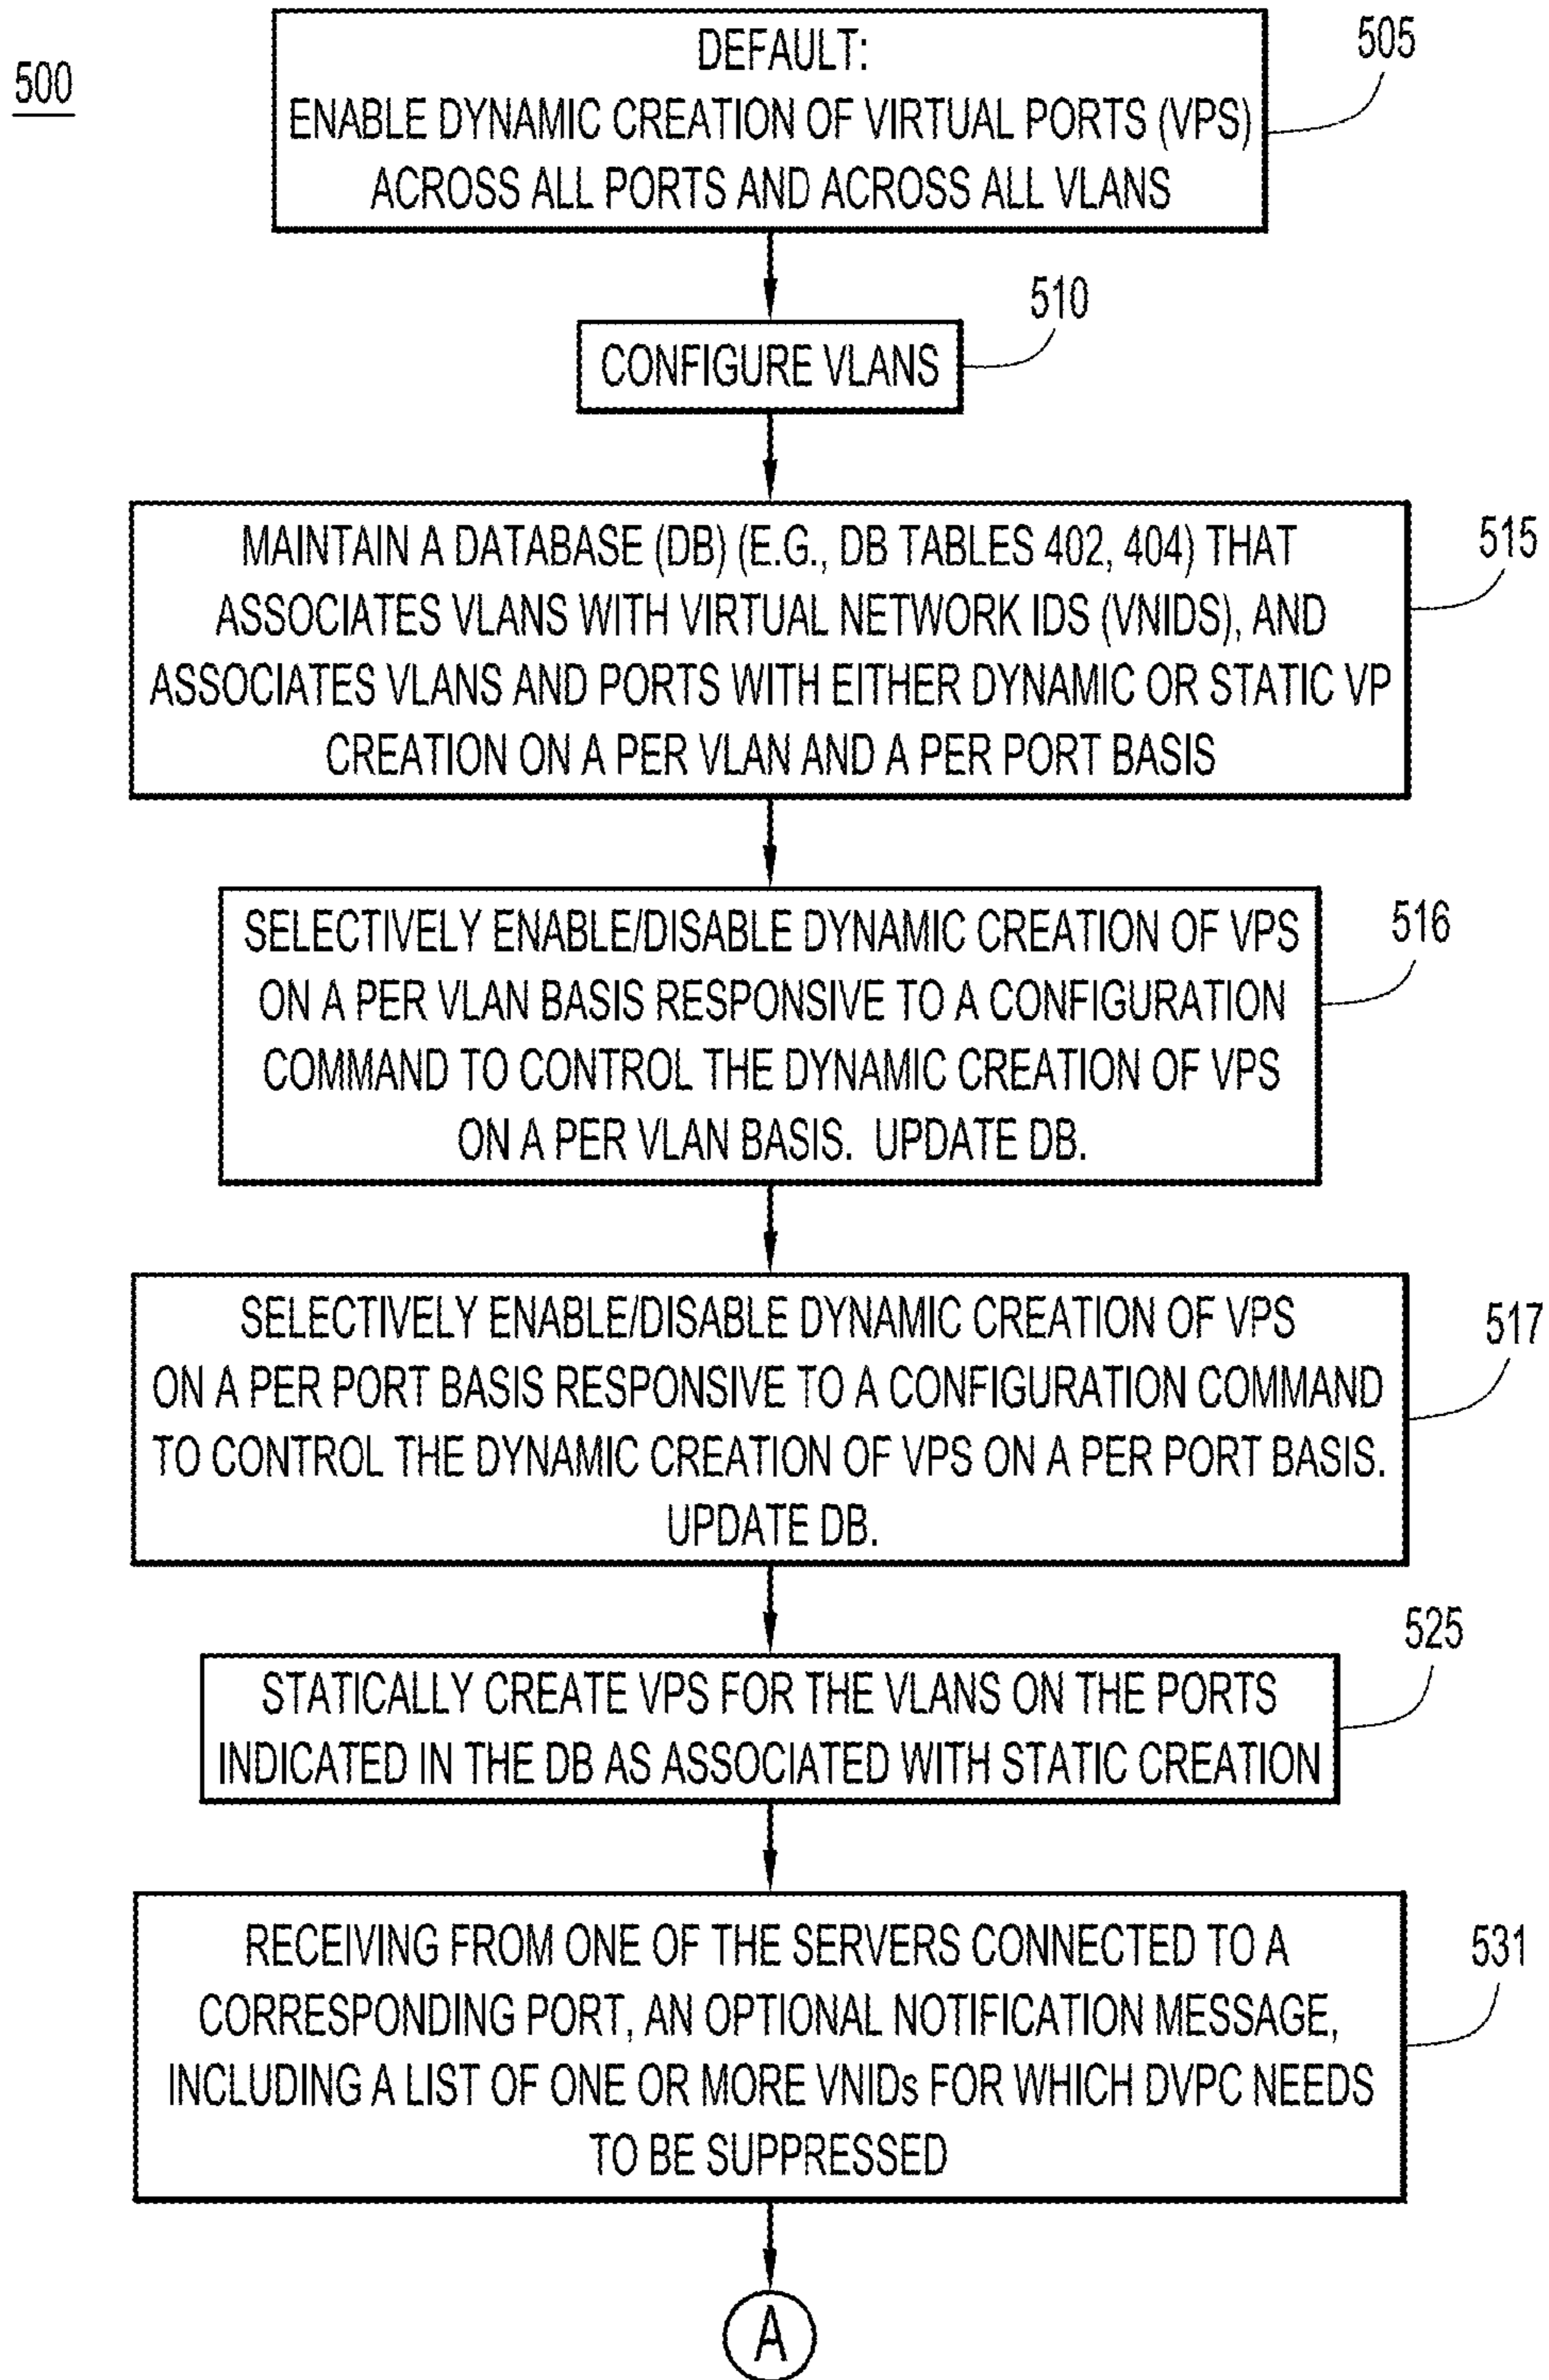 500
DEFAULT:
ENABLE DYNAMIC CREATION OF VIRTUAL PORTS (VPS)
ACROSS ALL PORTS AND ACROSS ALL VLANS
505
CONFIGURE VLANS
510
MAINTAIN A DATABASE (DB) (E.G., DB TABLES 402, 404) THAT
ASSOCIATES VLANS WITH VIRTUAL NETWORK IDS (VNIDS), AND
ASSOCIATES VLANS AND PORTS WITH EITHER DYNAMIC OR STATIC VP
CREATION ON A PER VLAN AND A PER PORT BASIS
515
SELECTIVELY ENABLE/DISABLE DYNAMIC CREATION OF VPS
ON A PER VLAN BASIS RESPONSIVE TO A CONFIGURATION
COMMAND TO CONTROL THE DYNAMIC CREATION OF VPS
ON A PER VLAN BASIS. UPDATE DB.
516
SELECTIVELY ENABLE/DISABLE DYNAMIC CREATION OF VPS
ON A PER PORT BASIS RESPONSIVE TO A CONFIGURATION COMMAND
TO CONTROL THE DYNAMIC CREATION OF VPS ON A PER PORT BASIS.
UPDATE DB.
517
STATICALLY CREATE VPS FOR THE VLANS ON THE PORTS
INDICATED IN THE DB AS ASSOCIATED WITH STATIC CREATION
525
RECEIVING FROM ONE OF THE SERVERS CONNECTED TO A
CORRESPONDING PORT, AN OPTIONAL NOTIFICATION MESSAGE,
INCLUDING A LIST OF ONE OR MORE VNIDs FOR WHICH DVPC NEEDS
TO BE SUPPRESSED
531
A